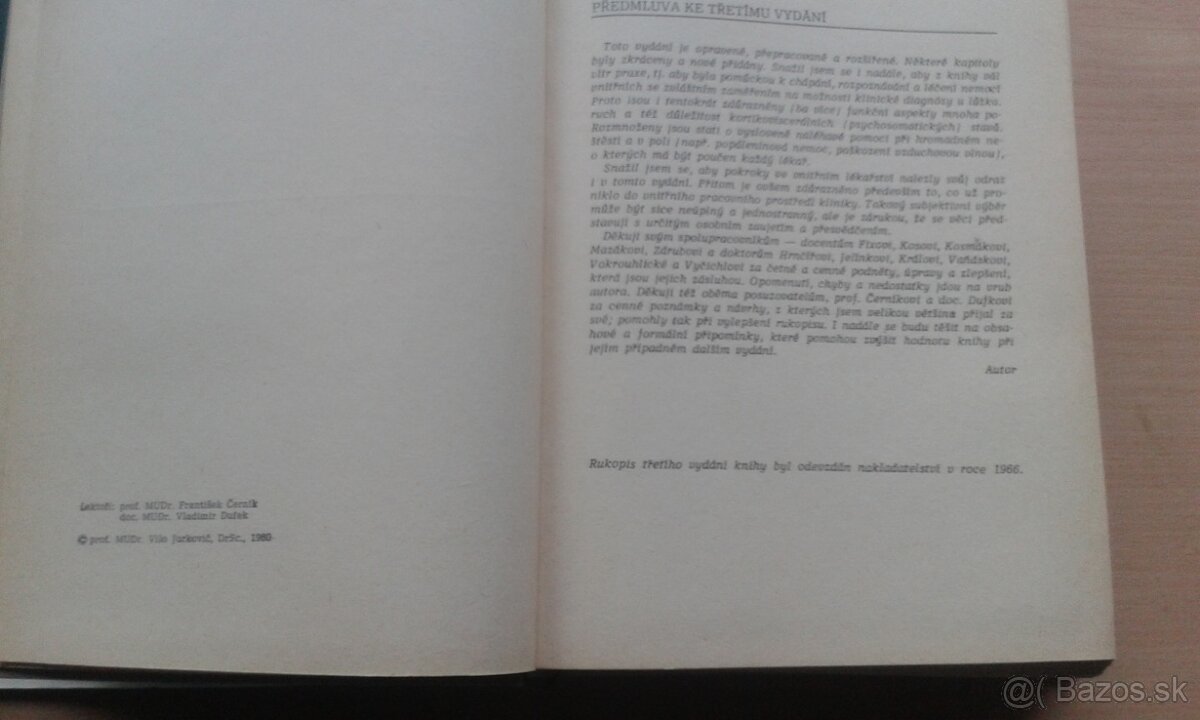 Lektoři: prof. MUDr. František Černík
doc. MUDr. Vladimír Dufek
© prof. MUDr. Vilo Jurkovič, DrSc., 1980
PŘEDMLUVA KE TŘETÍMU VYDÁNÍ
Toto vydání je opravené, přepracované a rozšířené. Některé kapitoly
byly zkráceny a nové přidány. Snažil jsem se i nadále, aby z knihy vál
vítr praxe, tj. aby byla pomůckou k chápání, rozpoznávání a léčení nemocí
vnitřních se zvláštním zaměřením na možnosti klinické diagnózy u lůžka.
Proto jsou i tentokrát zdůrazněny (ba více) funkční aspekty mnoha po-
ruch a též důležitost kortikoviscerálních (psychosomatických) stavů.
Rozmnoženy jsou stati o vysloveně naléhavé pomoci při hromadném ne-
štěstí a v poli (např. popáleninová nemoc, poškození vzduchovou vlnou),
o kterých má být poučen každý lékař.
Snažil jsem se, aby pokroky ve vnitřním lékařství nalezly svůj odraz
i v tomto vydání. Přitom je ovšem zdůrazněno především to, co už pro-
niklo do vnitřního pracovního prostředí kliniky. Takový subjektivní výběr
může být sice neúplný a jednostranný, ale je zárukou, že se věci před-
stavují s určitým osobním zaujetím a přesvědčením.
Děkuji svým spolupracovníkům — docentům Fixovi, Kosovi, Kosmákovi,
Mazákovi, Zárubovi a doktorům Hrnčířovi, Jelínkovi, Královi, Vaňáskovi,
Vokrouhlické a Vyčichlovi za četné a cenné podněty, úpravy a zlepšení,
která jsou jejich zásluhou. Opomenutí, chyby a nedostatky jdou na vrub
autora. Děkuji též oběma posuzovatelům, prof. Černíkovi a doc. Dufkovi
za cenné poznámky a návrhy, z kterých jsem velikou většinu přijal za
své; pomohly tak při vylepšení rukopisu. I nadále se budu těšit na obsa-
hové a formální připomínky, které pomohou zvýšit hodnotu knihy při
jejím případném dalším vydání.
Autor
Rukopis třetího vydání knihy byl odevzdán nakladatelství v roce 1966.
@( Bazos.sk